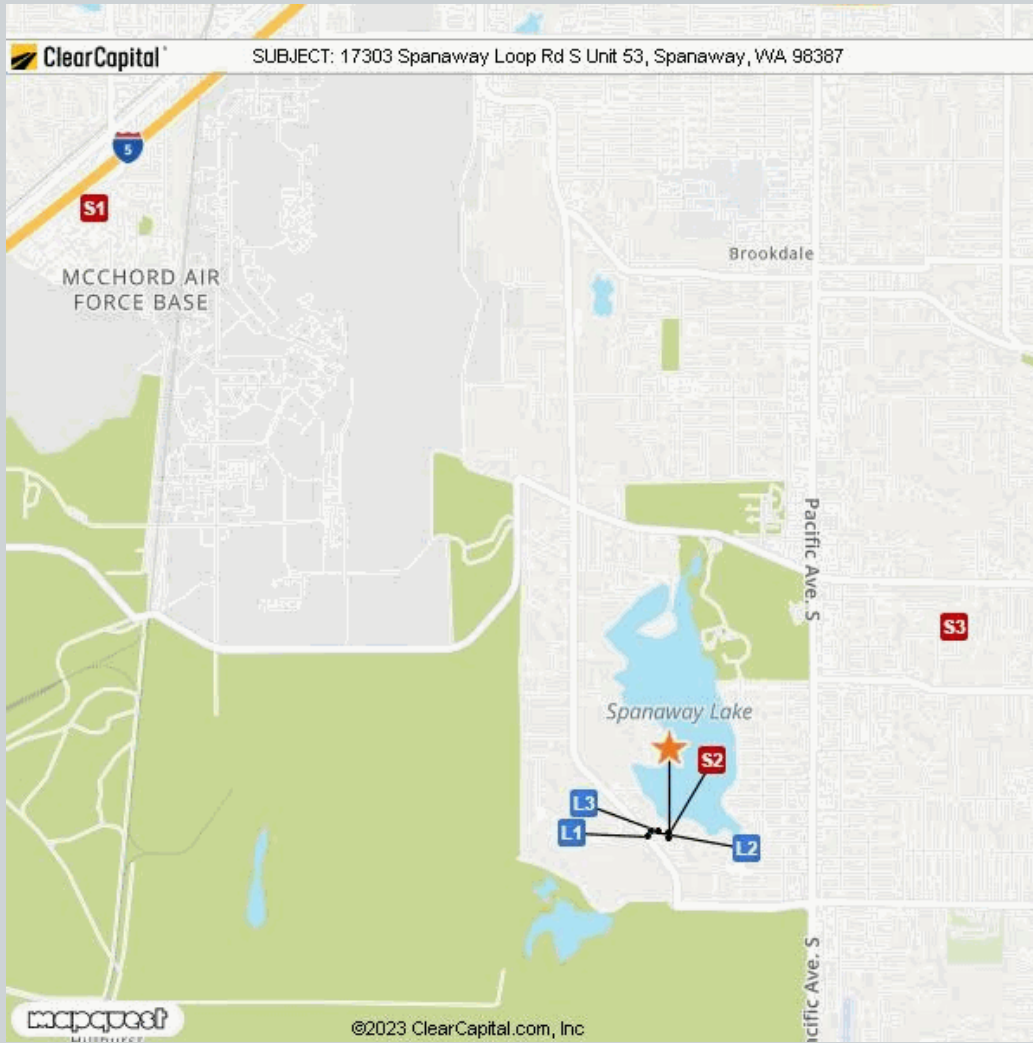 ClearCapital
SUBJECT: 17303 Spanaway Loop Rd S Unit 53, Spanaway, WA 98387
5
S1
MCCHORD AIR
FORCE BASE
Brookdale
Pacific Ave. S
S3
Spanaway Lake
S2
L3
L1
L2
Pacific Ave. S
mapquest
©2023 ClearCapital.com, Inc